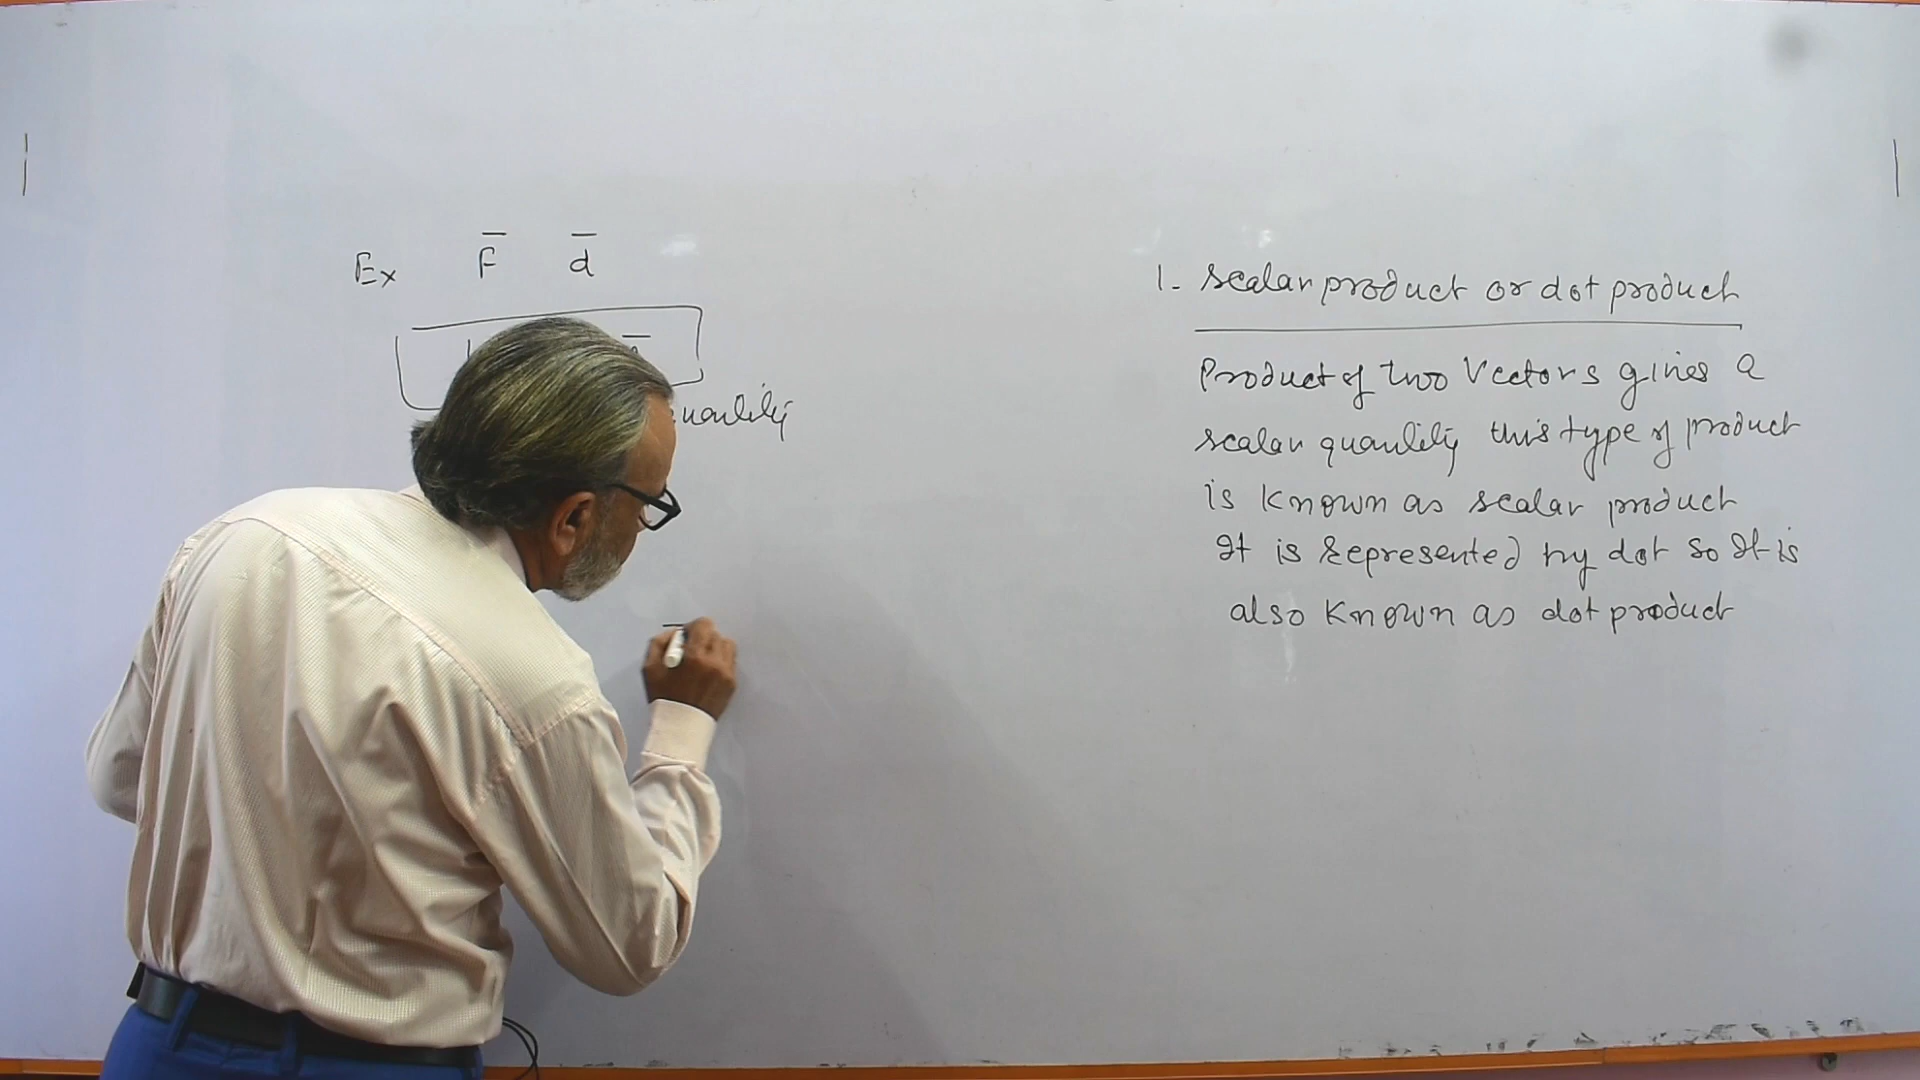 Ex F d
1. scalar product or dot product
Product of two Vectors gives a
scalar quantity this type of product
is known as scalar product
It is represented by dot so It is
also known as dot product